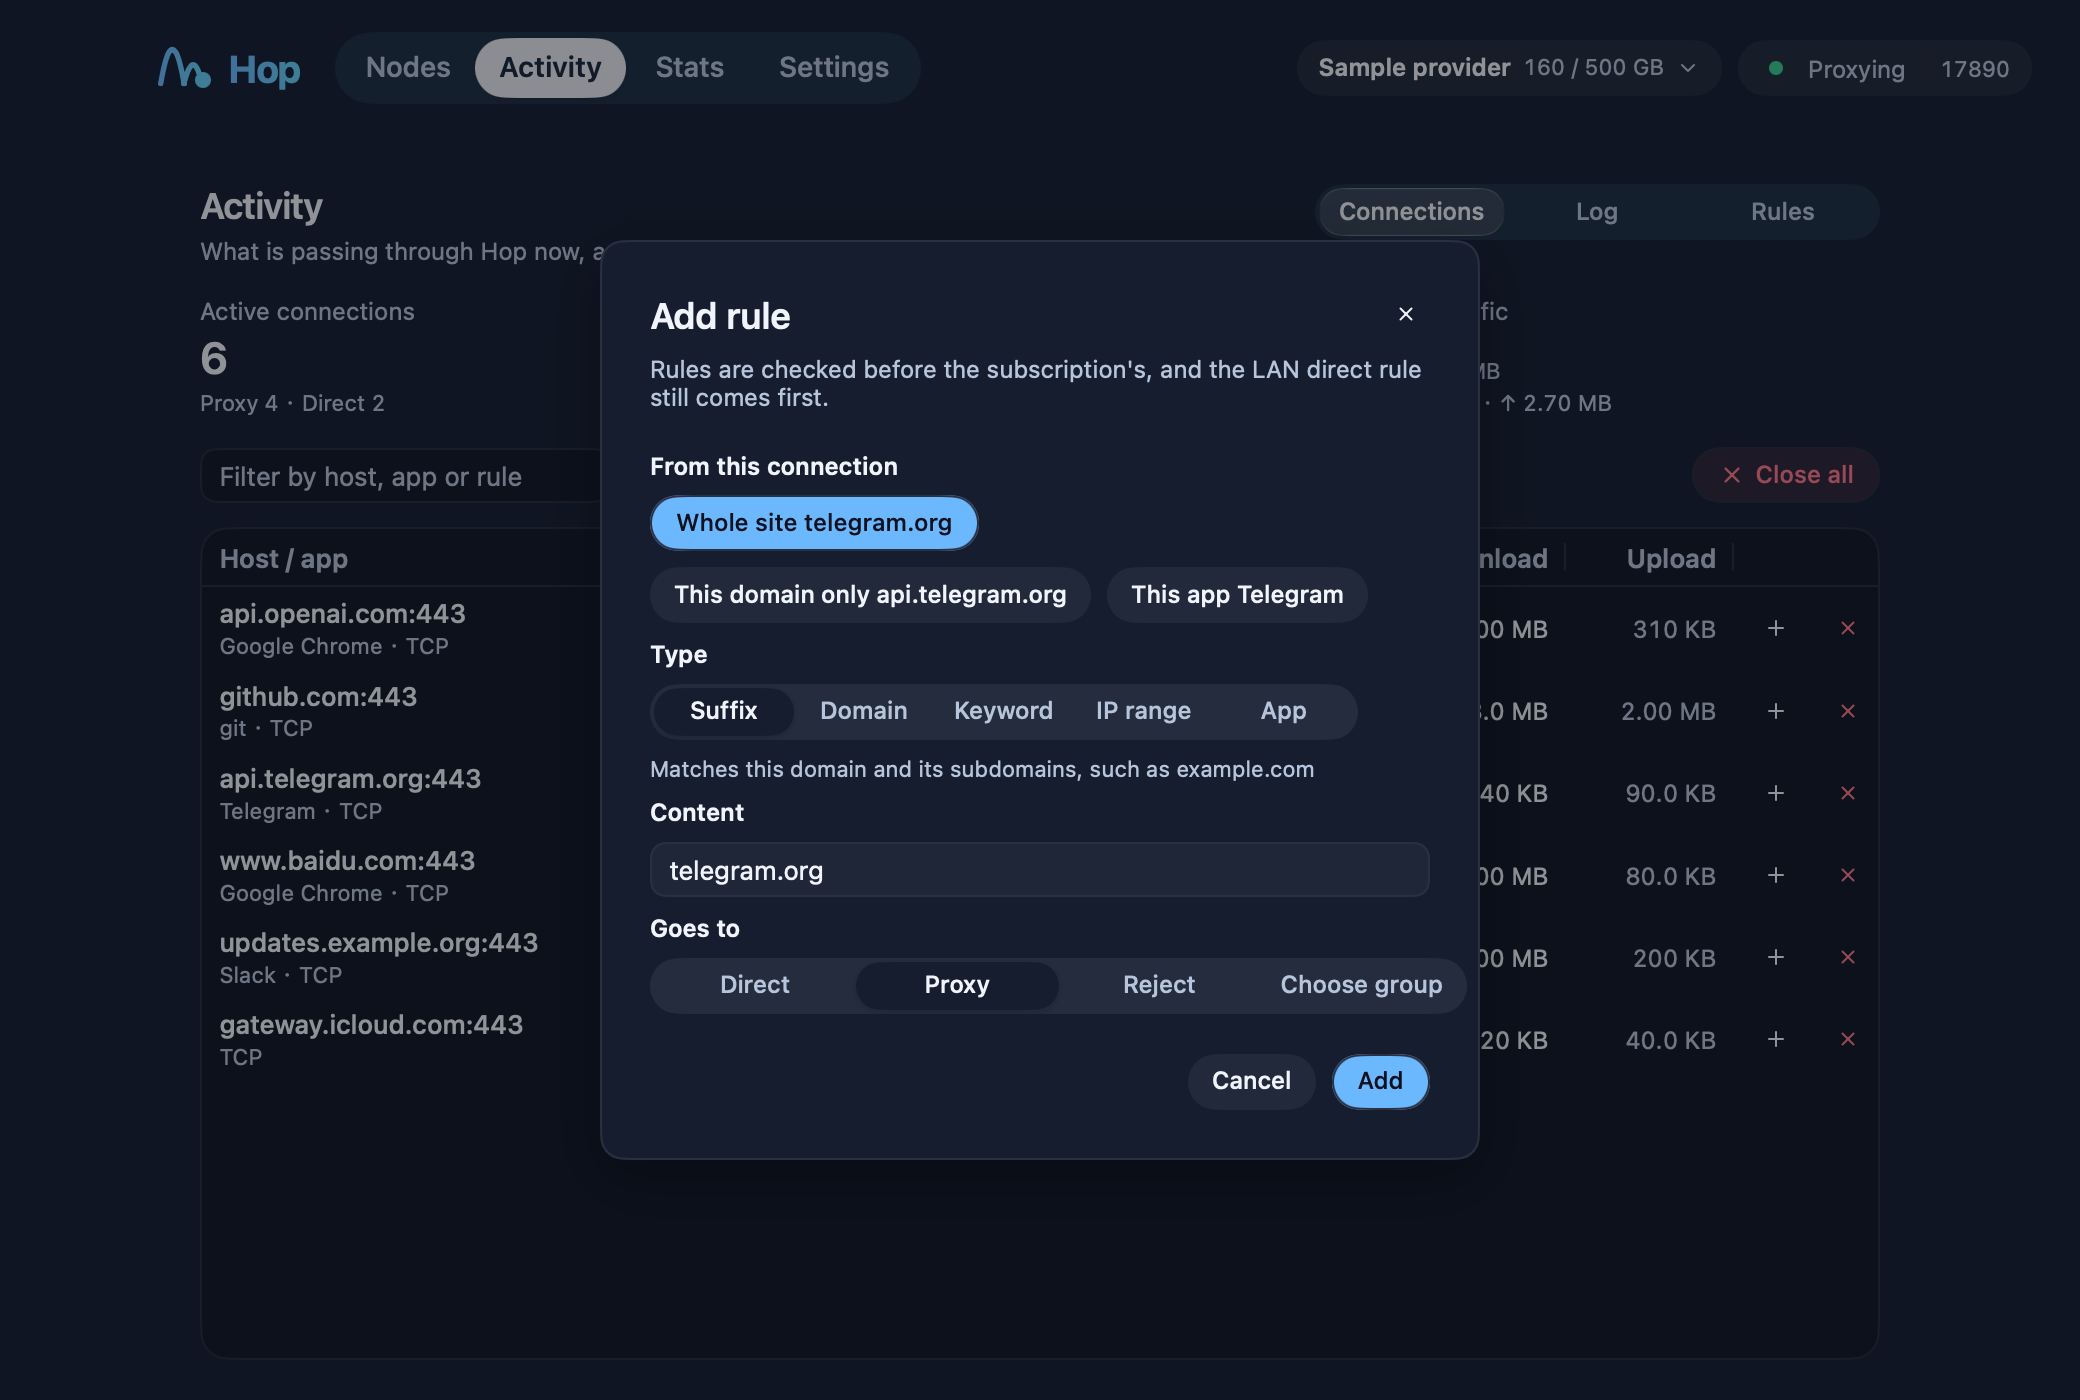 Hop
Nodes
Activity
Stats
Settings
Sample provider 160 / 500 GB
Proxying 17890
Activity
What is passing through Hop now,
Connections
Log
Rules
Active connections
6
Proxy 4 · Direct 2
↑ 2.70 MB
Filter by host, app or rule
Close all
Host / app
Upload
api.openai.com:443
Google Chrome · TCP
310 KB
github.com:443
git · TCP
2.00 MB
api.telegram.org:443
Telegram · TCP
90.0 KB
www.baidu.com:443
Google Chrome · TCP
80.0 KB
updates.example.org:443
Slack · TCP
200 KB
gateway.icloud.com:443
TCP
40.0 KB
Add rule
Rules are checked before the subscription's, and the LAN direct rule
still comes first.
From this connection
Whole site telegram.org
This domain only api.telegram.org
This app Telegram
Type
Suffix
Domain
Keyword
IP range
App
Matches this domain and its subdomains, such as example.com
Content
telegram.org
Goes to
Direct
Proxy
Reject
Choose group
Cancel
Add